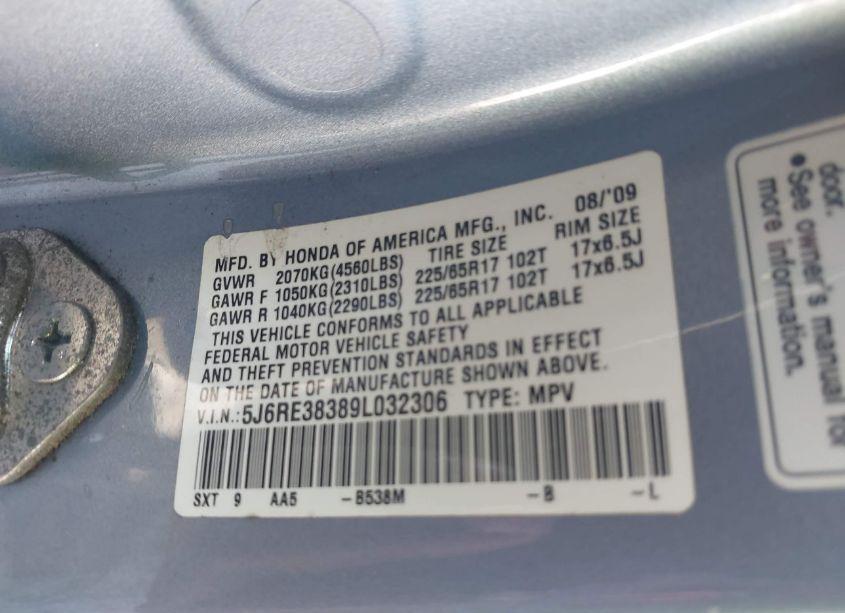 MFD. BY HONDA OF AMERICA MFG., INC. 08/'09
GVWR 2070KG(4560LBS) TIRE SIZE RIM SIZE
GAWR F 1050KG(2310LBS) 225/65R17 102T 17x6.5J
GAWR R 1040KG(2290LBS) 225/65R17 102T 17x6.5J
THIS VEHICLE CONFORMS TO ALL APPLICABLE
FEDERAL MOTOR VEHICLE SAFETY
AND THEFT PREVENTION STANDARDS IN EFFECT
ON THE DATE OF MANUFACTURE SHOWN ABOVE.
V.I.N.:5J6RE38389L032306 TYPE: MPV
SXT 9 AA5 -B538M -B -L
door.
•See owner's manual for
more information.